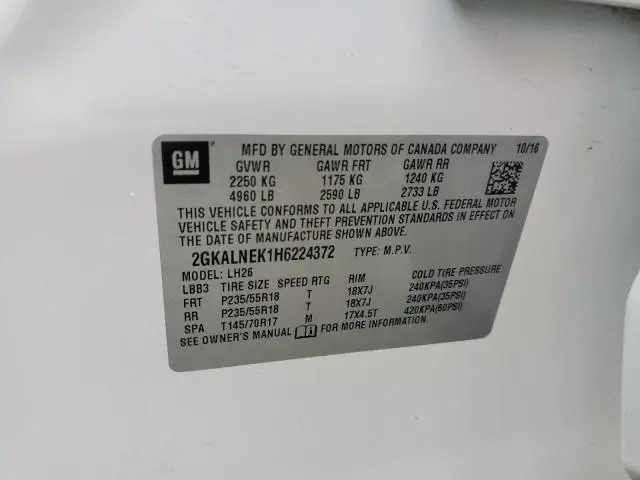 GM
MFD BY GENERAL MOTORS OF CANADA COMPANY 10/16
GVWR GAWR FRT GAWR RR
2250 KG 1175 KG 1240 KG
4960 LB 2590 LB 2733 LB
THIS VEHICLE CONFORMS TO ALL APPLICABLE U.S. FEDERAL MOTOR
VEHICLE SAFETY AND THEFT PREVENTION STANDARDS IN EFFECT ON
THE DATE OF MANUFACTURE SHOWN ABOVE.
2GKALNEK1H6224372 TYPE: M.P.V.
MODEL: LH26
LBB3 TIRE SIZE SPEED RTG RIM COLD TIRE PRESSURE
FRT P235/55R18 T 18X7J 240KPA(35PSI)
RR P235/55R18 T 18X7J 240KPA(35PSI)
SPA T145/70R17 M 17X4.5T 420KPA(60PSI)
SEE OWNER'S MANUAL FOR MORE INFORMATION.